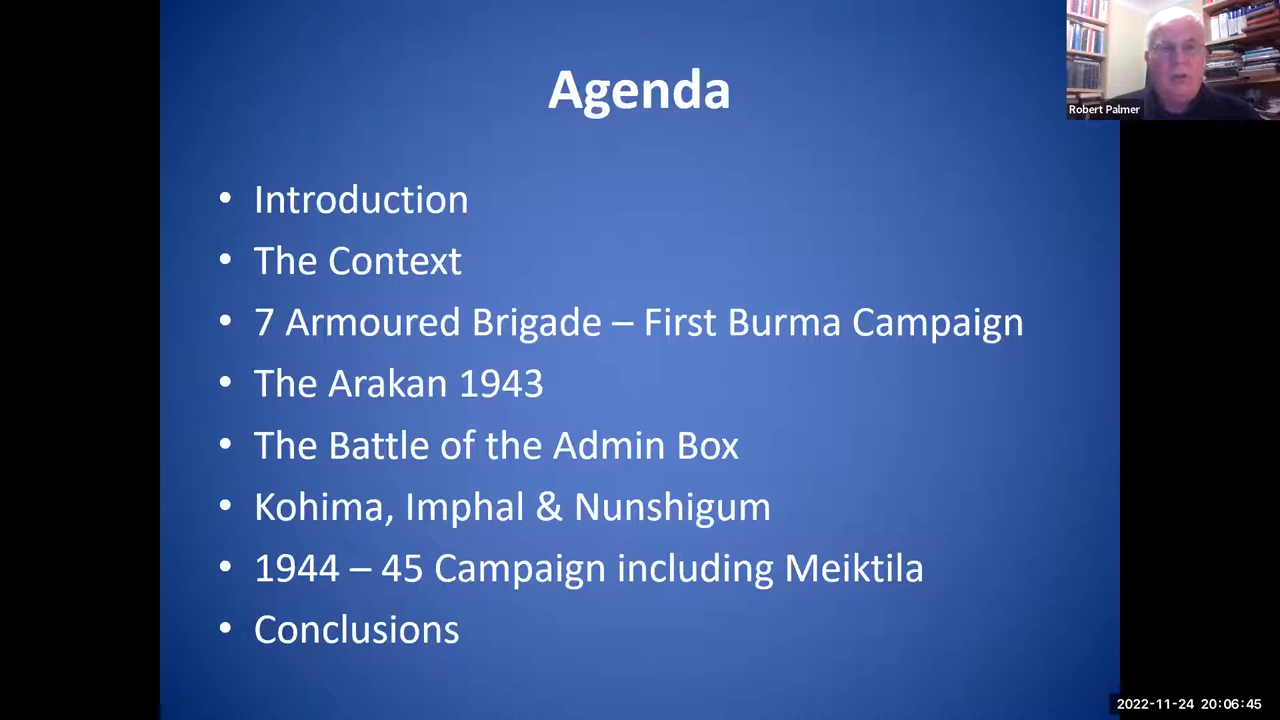 Agenda
Robert Palmer
• Introduction
• The Context
• 7 Armoured Brigade – First Burma Campaign
• The Arakan 1943
• The Battle of the Admin Box
• Kohima, Imphal & Nunshigum
• 1944 – 45 Campaign including Meiktila
• Conclusions
2022-11-24 20:06:45